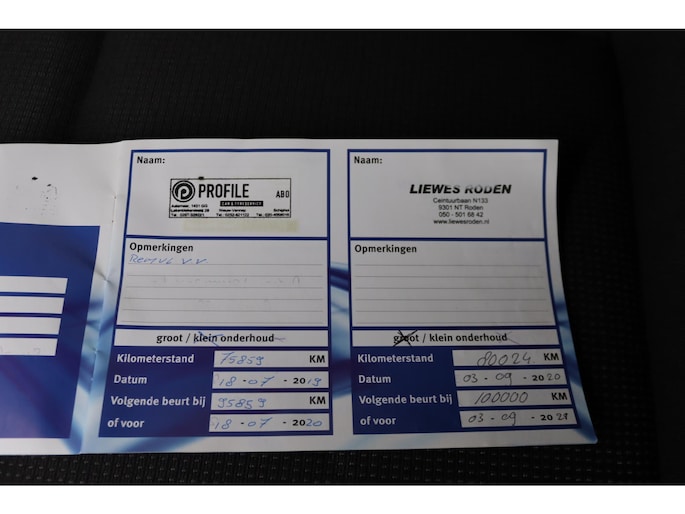 Naam:
PROFILE
CAR & TYRESERVICE
ABO
Opmerkingen
groot / klein onderhoud
Kilometerstand 75859 KM
Datum 18-07-2019
Volgende beurt bij 95859 KM
of voor 18-07-2020
Naam:
LIEWES RODEN
Ceintuurbaan N133
9301 NT Roden
050 - 501 68 42
www.liewesroden.nl
Opmerkingen
groot / klein onderhoud
Kilometerstand 80024 KM
Datum 03-09-2020
Volgende beurt bij 100000 KM
of voor 03-09-2021